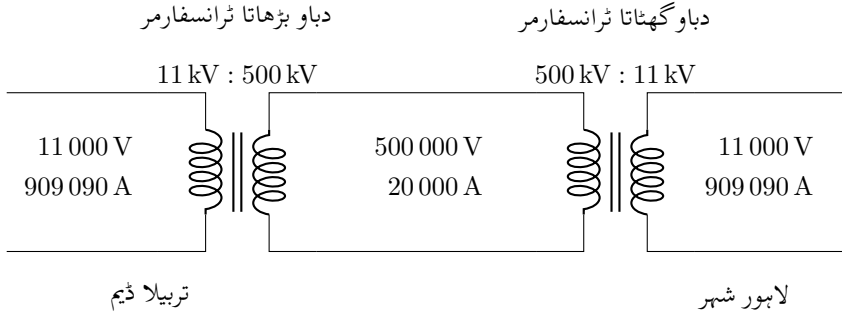 دباو بڑھاتا ٹرانسفارمر
دباو گھٹاتا ٹرانسفارمر
11 kV : 500 kV
500 kV : 11 kV
11 000 V
909 090 A
500 000 V
20 000 A
11 000 V
909 090 A
تربیلا ڈیم
لاہور شہر